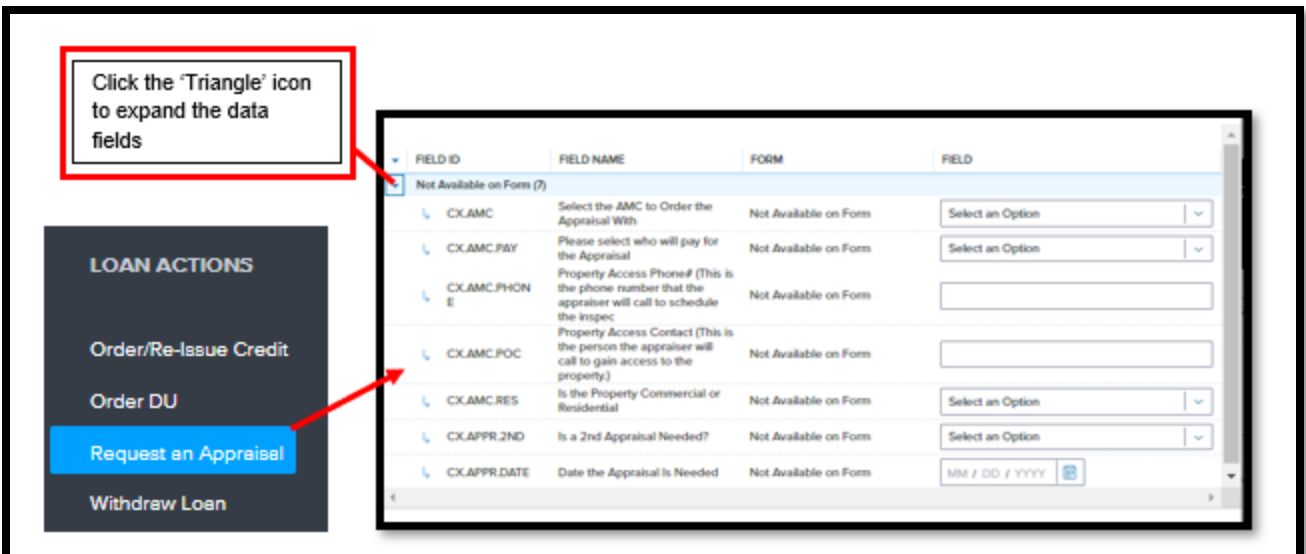 Click the 'Triangle' icon
to expand the data
fields
LOAN ACTIONS
Order/Re-Issue Credit
Order DU
Request an Appraisal
Withdraw Loan
FIELD ID FIELD NAME FORM FIELD
Not Available on Form (7)
CX.AMC Select the AMC to Order the
Appraisal With Not Available on Form Select an Option
CX.AMC.PAY Please select who will pay for
the Appraisal Not Available on Form Select an Option
CX.AMC.PHON
E Property Access Phone# (This is
the phone number that the
appraiser will call to schedule
the inspec Not Available on Form
CX.AMC.POC Property Access Contact (This is
the person the appraiser will
call to gain access to the
property.) Not Available on Form
CX.AMC.RES Is the Property Commercial or
Residential Not Available on Form Select an Option
CX.APPR.2ND Is a 2nd Appraisal Needed? Not Available on Form Select an Option
CX.APPR.DATE Date the Appraisal Is Needed Not Available on Form MM / DD / YYYY